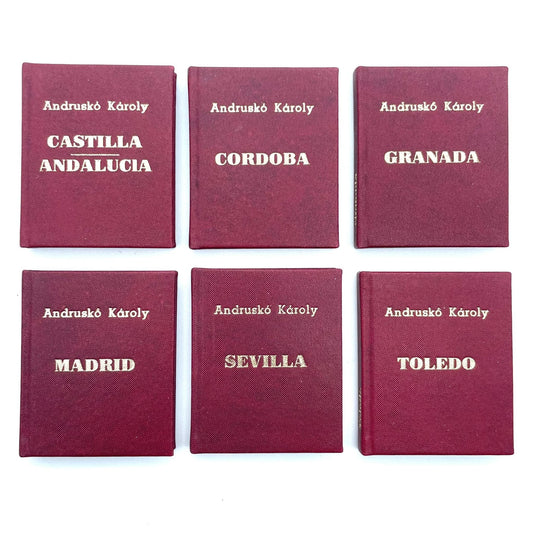 Andruskó Károly
CASTILLA
ANDALUCIA
Andruskó Károly
CORDOBA
Andruskó Károly
GRANADA
Andruskó Károly
MADRID
Andruskó Károly
SEVILLA
Andruskó Károly
TOLEDO